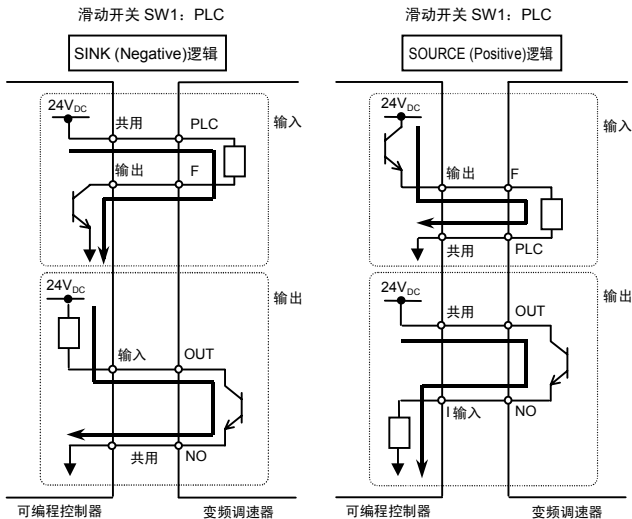 滑动开关 SW1：PLC
SINK (Negative)逻辑
24VDC
共用
PLC
输入
输出
F
24VDC
输出
输入
OUT
共用
NO
可编程控制器
变频调速器
滑动开关 SW1：PLC
SOURCE (Positive)逻辑
24VDC
输入
输出
F
共用
PLC
24VDC
输出
共用
OUT
I 输入
NO
可编程控制器
变频调速器